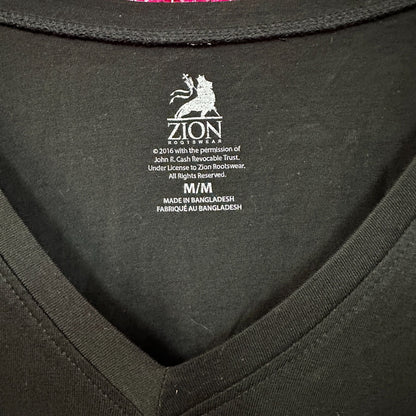 ZION
ROOTSWEAR
© 2016 with the permission of
John R. Cash Revocable Trust.
Under License to Zion Rootswear.
All Rights Reserved.
M/M
MADE IN BANGLADESH
FABRIQUÉ AU BANGLADESH